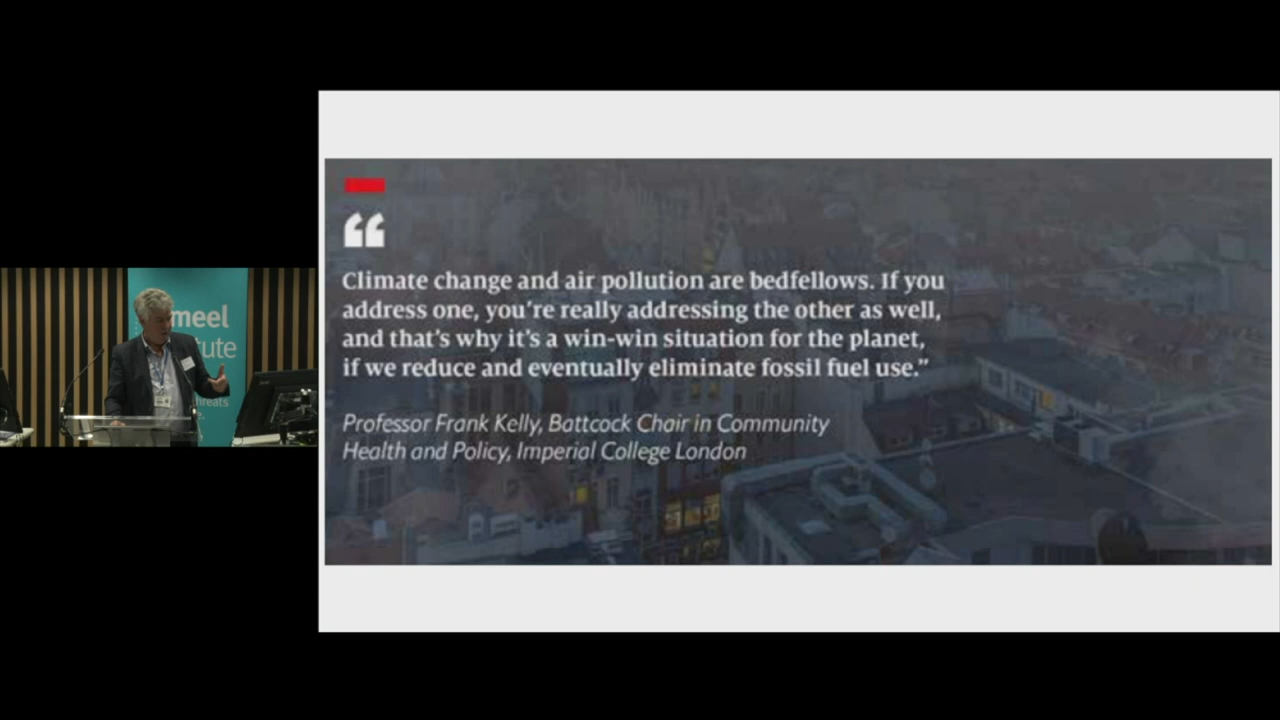 meel
tute
hreats
e.
“
Climate change and air pollution are bedfellows. If you
address one, you’re really addressing the other as well,
and that’s why it’s a win-win situation for the planet,
if we reduce and eventually eliminate fossil fuel use.”
Professor Frank Kelly, Battcock Chair in Community
Health and Policy, Imperial College London